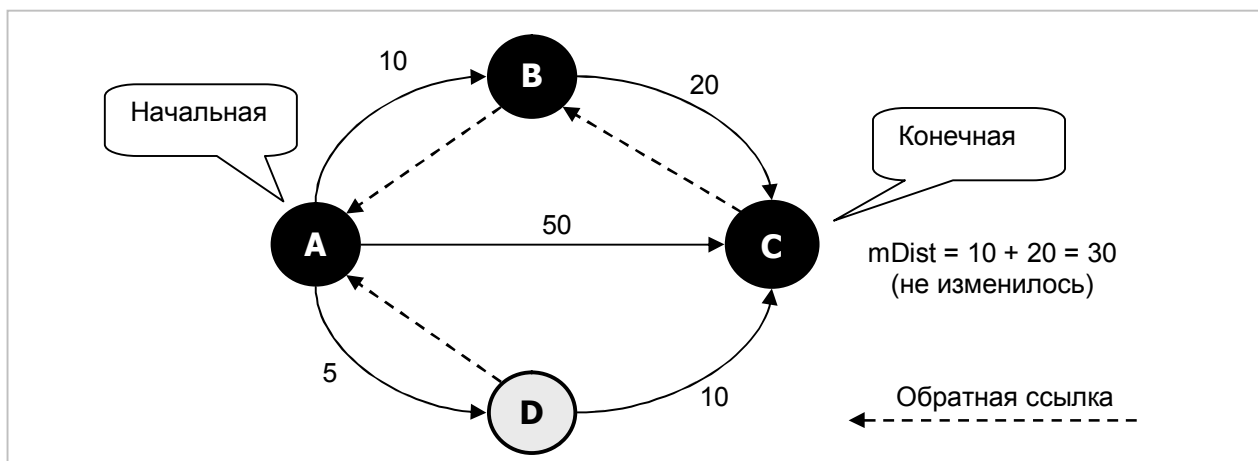 10
B
20
Начальная
Конечная
A
50
C
mDist = 10 + 20 = 30
(не изменилось)
5
D
10
Обратная ссылка